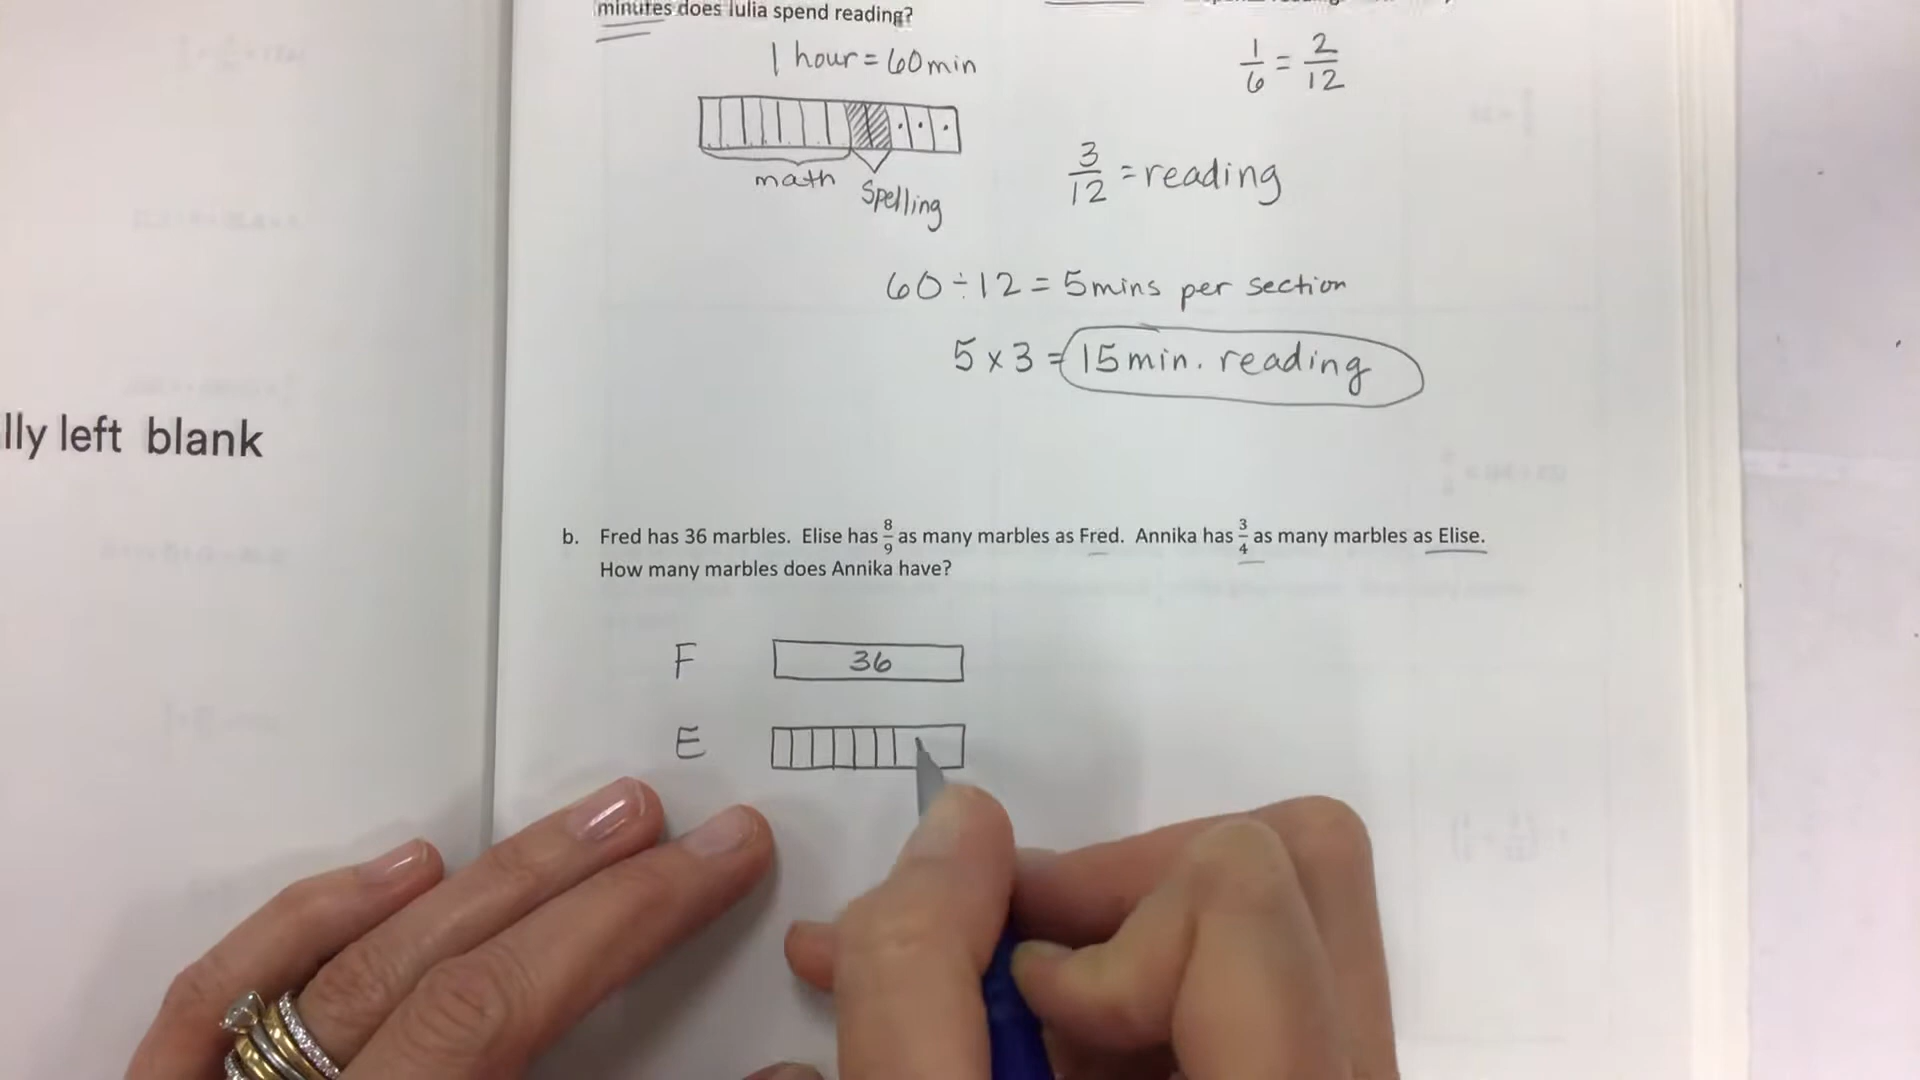 minutes does Julia spend reading?
1 hour = 60 min
1/6 = 2/12
math
Spelling
3/12 = reading
60 ÷ 12 = 5 mins per section
5 x 3 = 15 min. reading
lly left blank
b. Fred has 36 marbles. Elise has 8/9 as many marbles as Fred. Annika has 3/4 as many marbles as Elise.
How many marbles does Annika have?
F 36
E